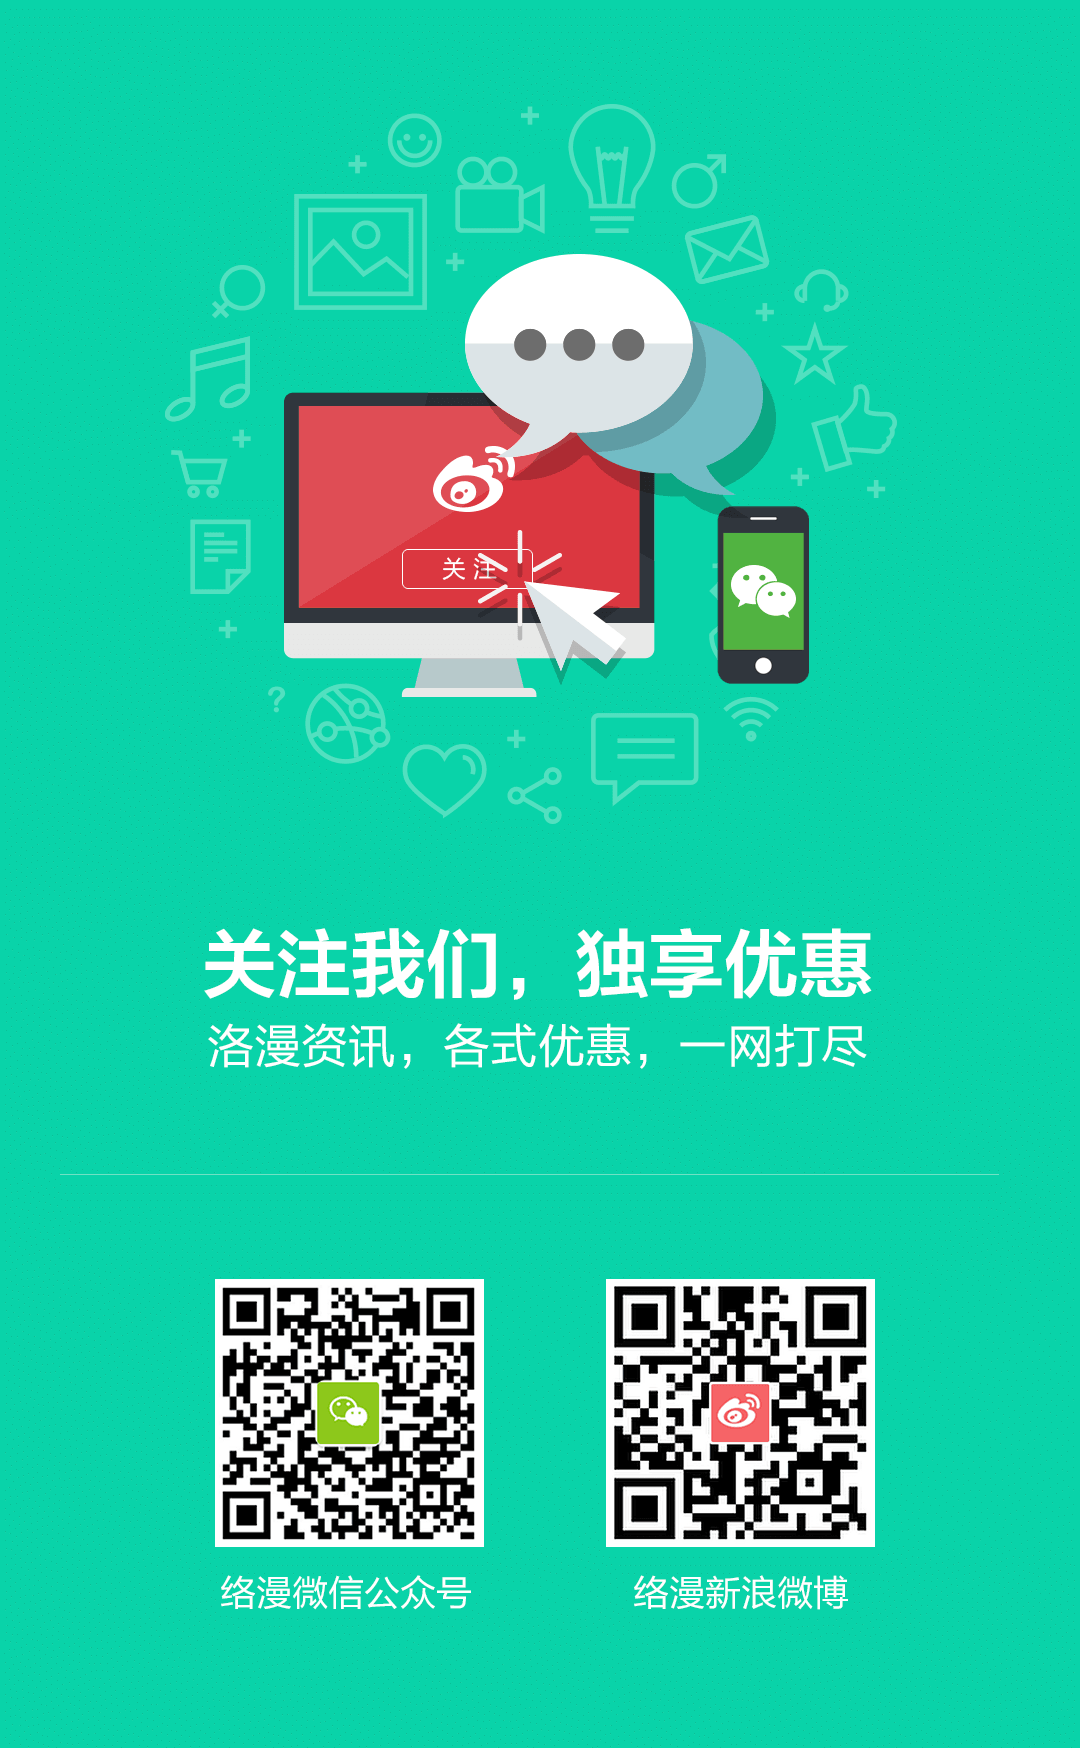 关注
关注我们，独享优惠
洛漫资讯，各式优惠，一网打尽
络漫微信公众号
络漫新浪微博